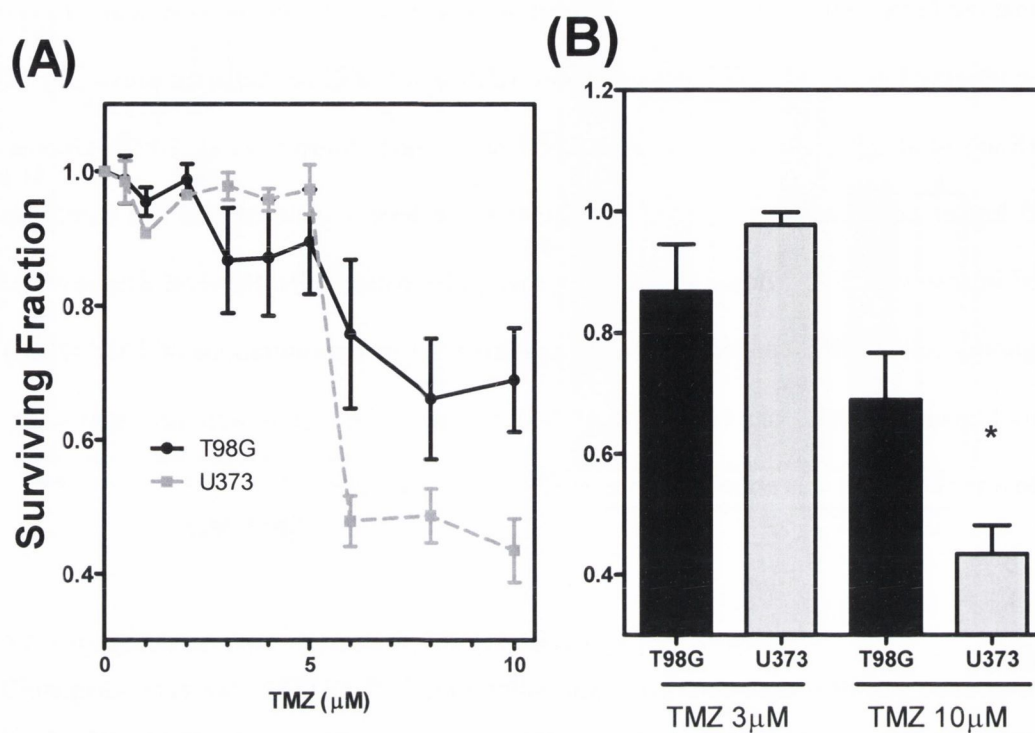 (A)
Surviving Fraction
1.0
0.8
0.6
0.4
T98G
U373
0
5
10
TMZ (μM)
(B)
1.2
1.0
0.8
0.6
0.4
*
T98G
U373
T98G
U373
TMZ 3μM
TMZ 10μM